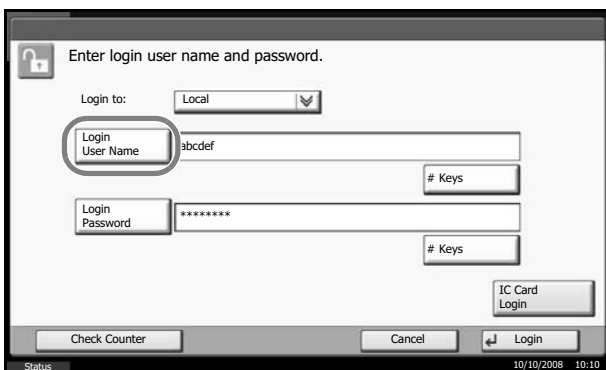 Enter login user name and password.
Login to:
Local
Login
User Name
abcdef
# Keys
Login
Password
********
# Keys
IC Card
Login
Check Counter
Cancel
Login
Status
10/10/2008 10:10